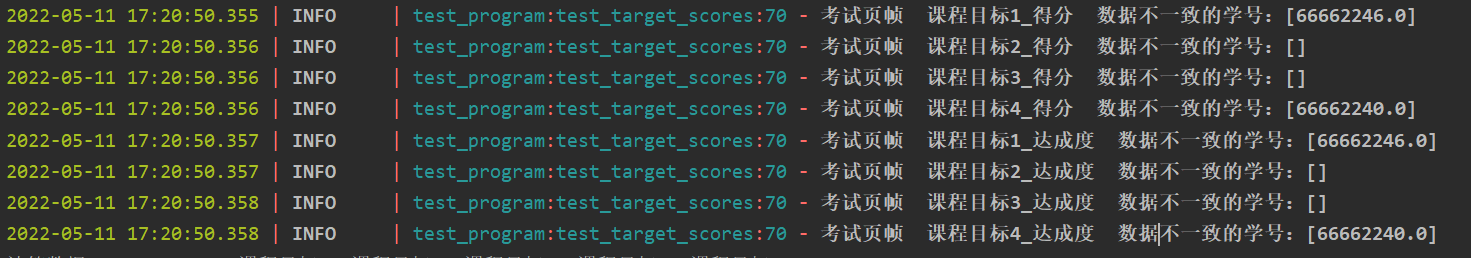 2022-05-11 17:20:50.355 | INFO     | test_program:test_target_scores:70 - 考试页帧  课程目标1_得分  数据不一致的学号：[66662246.0]
2022-05-11 17:20:50.356 | INFO     | test_program:test_target_scores:70 - 考试页帧  课程目标2_得分  数据不一致的学号：[]
2022-05-11 17:20:50.356 | INFO     | test_program:test_target_scores:70 - 考试页帧  课程目标3_得分  数据不一致的学号：[]
2022-05-11 17:20:50.356 | INFO     | test_program:test_target_scores:70 - 考试页帧  课程目标4_得分  数据不一致的学号：[66662240.0]
2022-05-11 17:20:50.357 | INFO     | test_program:test_target_scores:70 - 考试页帧  课程目标1_达成度  数据不一致的学号：[66662246.0]
2022-05-11 17:20:50.357 | INFO     | test_program:test_target_scores:70 - 考试页帧  课程目标2_达成度  数据不一致的学号：[]
2022-05-11 17:20:50.358 | INFO     | test_program:test_target_scores:70 - 考试页帧  课程目标3_达成度  数据不一致的学号：[]
2022-05-11 17:20:50.358 | INFO     | test_program:test_target_scores:70 - 考试页帧  课程目标4_达成度  数据不一致的学号：[66662240.0]